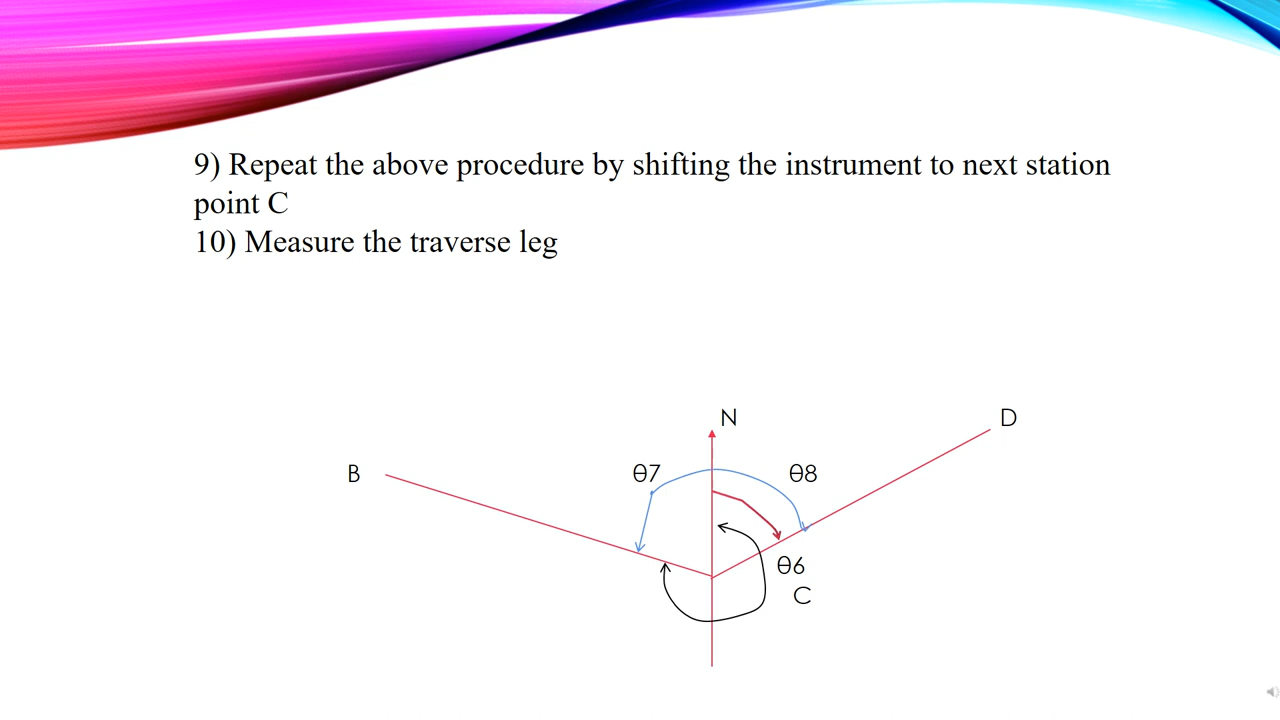 9) Repeat the above procedure by shifting the instrument to next station
point C
10) Measure the traverse leg
N
D
B
θ7
θ8
θ6
C